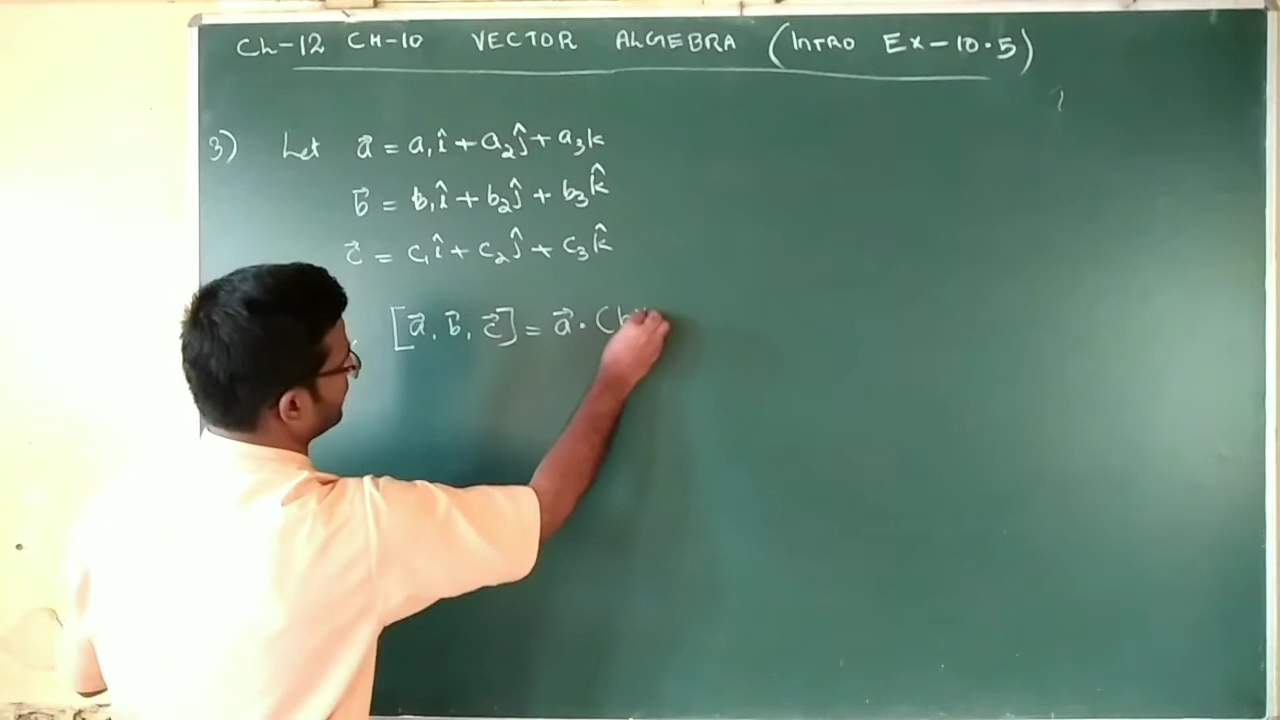 Ch-12 CH-10 VECTOR ALGEBRA (INTRO Ex-10.5)
3) Let a⃗ = a₁î + a₂ĵ + a₃k
b⃗ = b₁î + b₂ĵ + b₃k̂
c⃗ = c₁î + c₂ĵ + c₃k̂
[a⃗, b⃗, c⃗] = a⃗ · (b